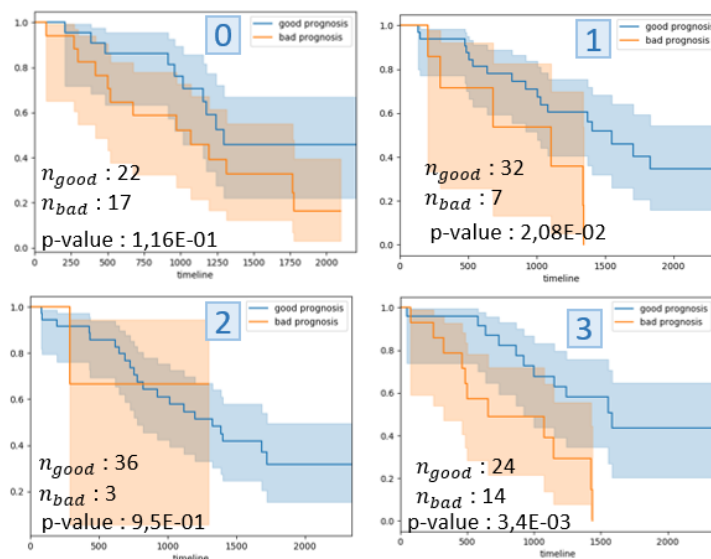 0
good prognosis
bad prognosis
1.0
0.8
0.6
0.4
0.2
0.0
n_good : 22
n_bad : 17
p-value : 1,16E-01
0 250 500 750 1000 1250 1500 1750 2000
timeline
1
good prognosis
bad prognosis
1.0
0.8
0.6
0.4
0.2
0.0
n_good : 32
n_bad : 7
p-value : 2,08E-02
0 500 1000 1500 2000
timeline
2
good prognosis
bad prognosis
1.0
0.8
0.6
0.4
0.2
n_good : 36
n_bad : 3
p-value : 9,5E-01
0 500 1000 1500 2000
timeline
3
good prognosis
bad prognosis
1.0
0.8
0.6
0.4
0.2
0.0
n_good : 24
n_bad : 14
p-value : 3,4E-03
0 500 1000 1500 2000
timeline